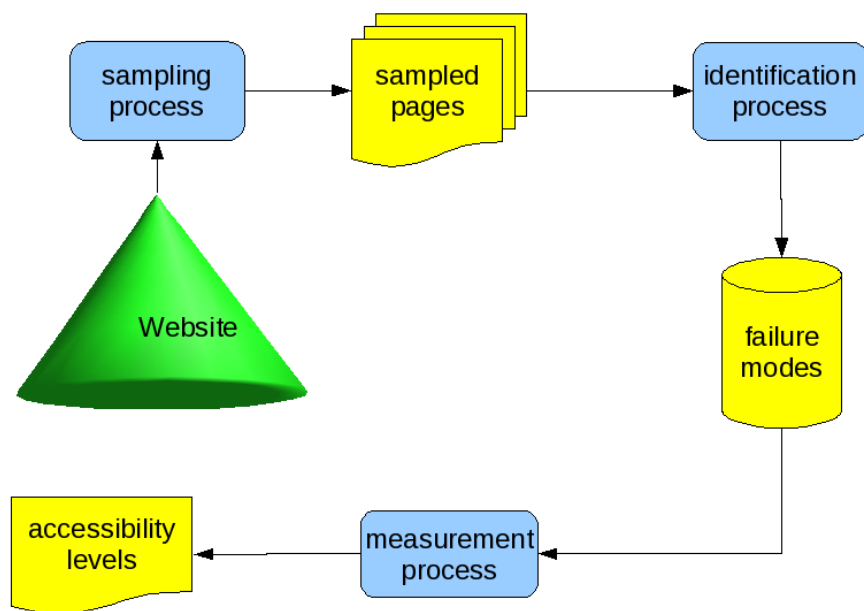 sampling
process
sampled
pages
identification
process
Website
failure
modes
measurement
process
accessibility
levels